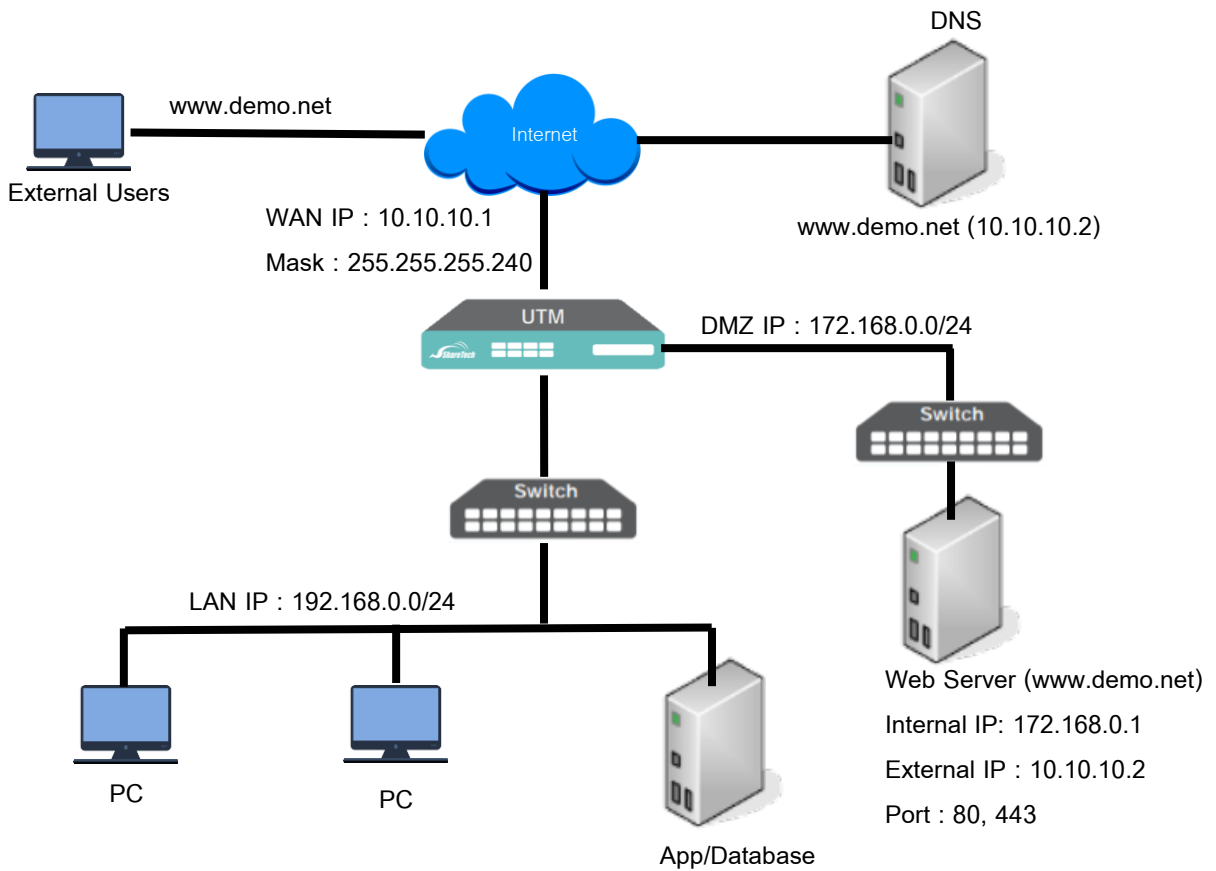 DNS
www.demo.net
Internet
External Users
WAN IP : 10.10.10.1
Mask : 255.255.255.240
www.demo.net (10.10.10.2)
UTM
ShareTech
DMZ IP : 172.168.0.0/24
Switch
Switch
LAN IP : 192.168.0.0/24
Web Server (www.demo.net)
Internal IP: 172.168.0.1
External IP : 10.10.10.2
Port : 80, 443
PC
PC
App/Database